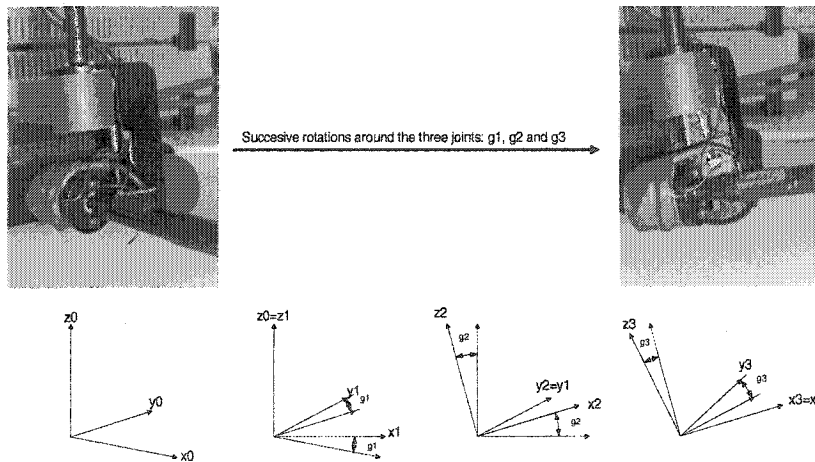 Succesive rotations around the three joints: g1, g2 and g3
z0
y0
x0
z0=z1
y1
g1
x1
g1
z2
g2
y2=y1
x2
g2
z3
g3
y3
g3
x3=x